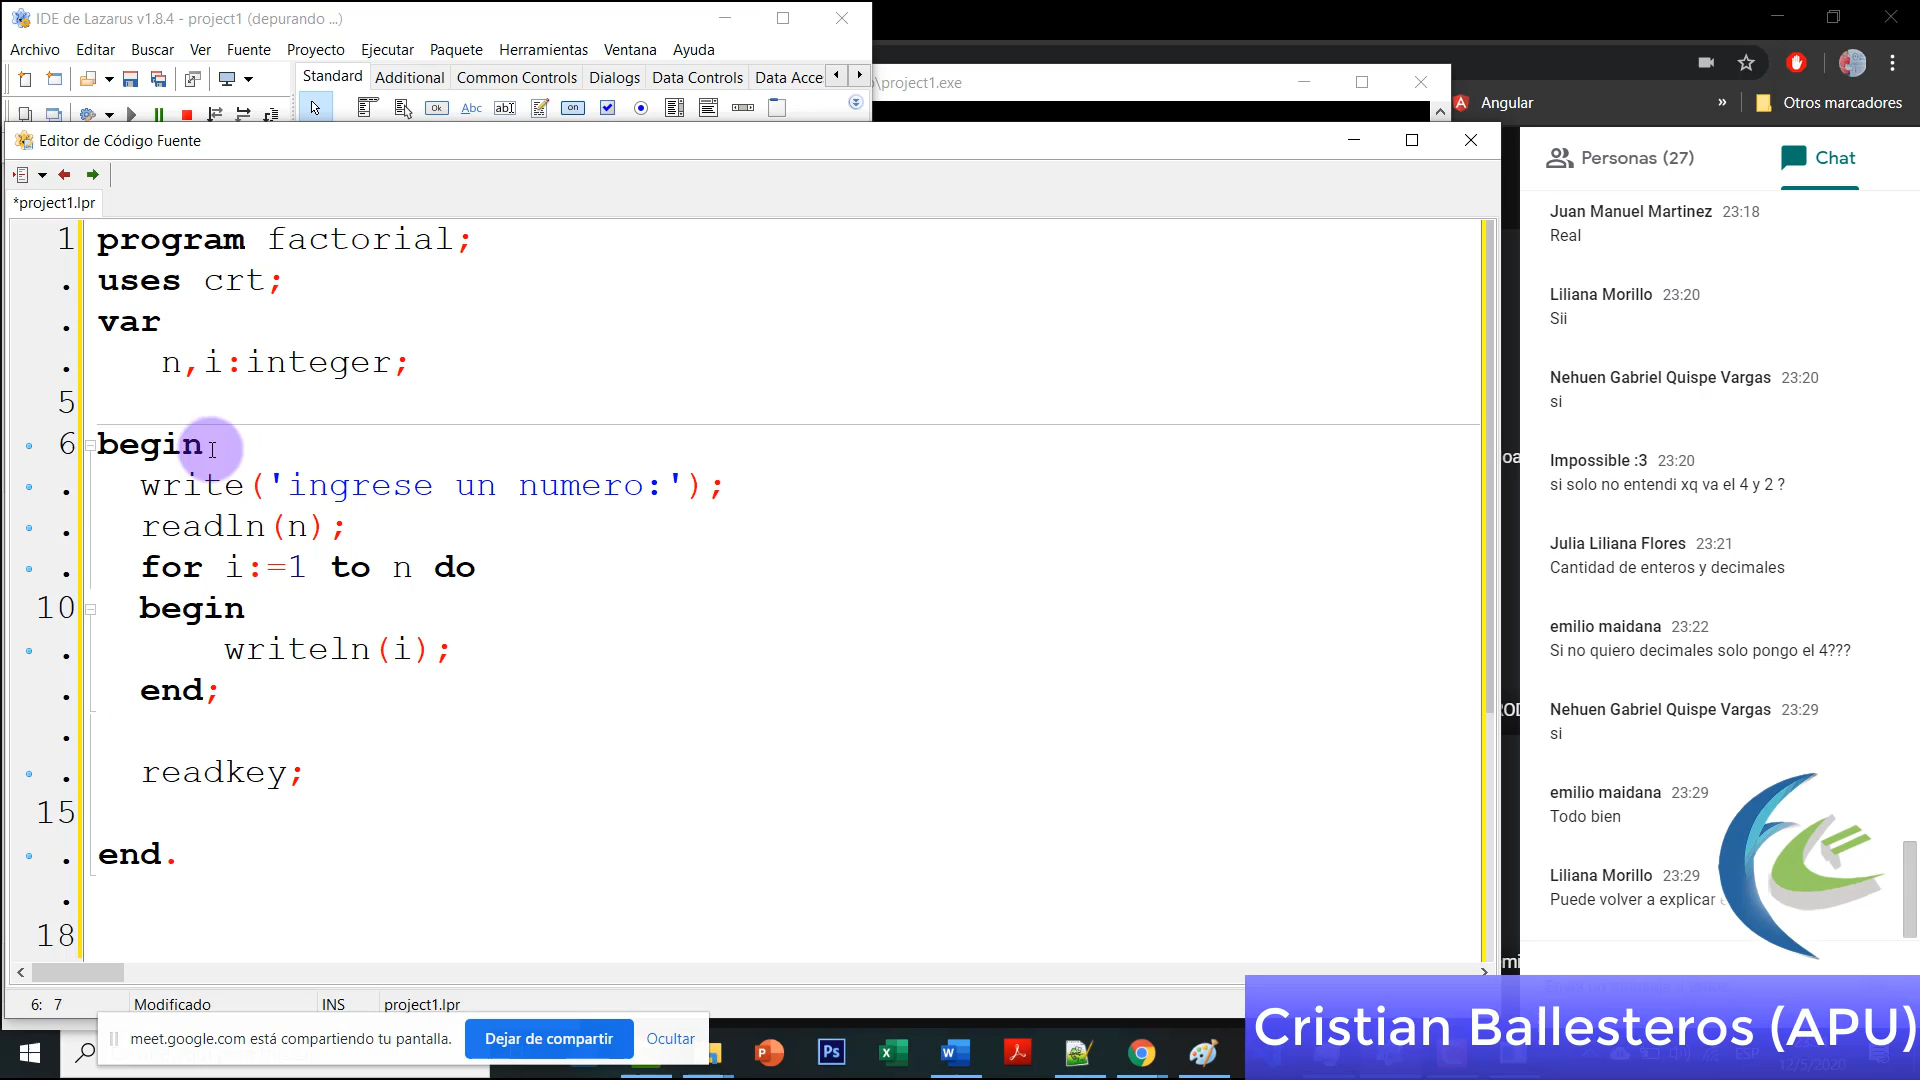 IDE de Lazarus v1.8.4 - project1 (depurando ...)
Archivo Editar Buscar Ver Fuente Proyecto Ejecutar Paquete Herramientas Ventana Ayuda
Standard Additional Common Controls Dialogs Data Controls Data Acce
Ok Abc abI on
\project1.exe
Angular » Otros marcadores
Editor de Código Fuente
*project1.lpr
1 program factorial;
. uses crt;
. var
. n,i:integer;
5
6 begin
. write('ingrese un numero:');
. readln(n);
. for i:=1 to n do
10 begin
. writeln(i);
. end;
.
. readkey;
15
. end.
.
18
6: 7 Modificado INS project1.lpr
meet.google.com está compartiendo tu pantalla. Dejar de compartir Ocultar
Personas (27) Chat
Juan Manuel Martinez 23:18
Real
Liliana Morillo 23:20
Sii
Nehuen Gabriel Quispe Vargas 23:20
si
Impossible :3 23:20
si solo no entendi xq va el 4 y 2 ?
Julia Liliana Flores 23:21
Cantidad de enteros y decimales
emilio maidana 23:22
Si no quiero decimales solo pongo el 4???
Nehuen Gabriel Quispe Vargas 23:29
si
emilio maidana 23:29
Todo bien
Liliana Morillo 23:29
Puede volver a explicar
Cristian Ballesteros (APU)
12/5/2020